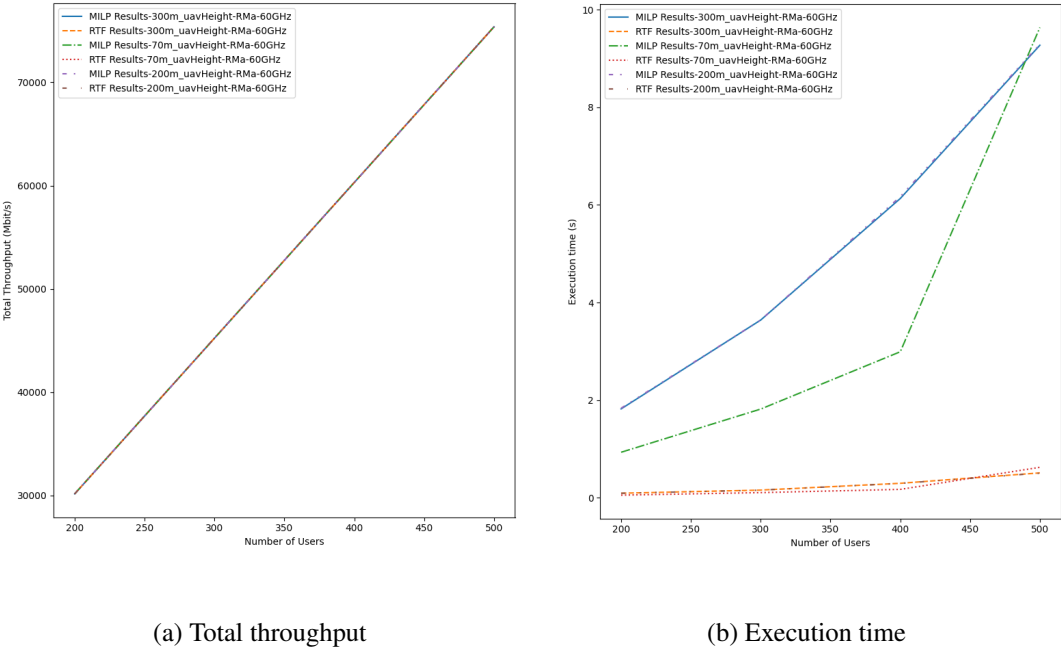 MILP Results-300m_uavHeight-RMa-60GHz
RTF Results-300m_uavHeight-RMa-60GHz
MILP Results-70m_uavHeight-RMa-60GHz
RTF Results-70m_uavHeight-RMa-60GHz
MILP Results-200m_uavHeight-RMa-60GHz
RTF Results-200m_uavHeight-RMa-60GHz
70000
60000
50000
40000
30000
Total Throughput (Mbit/s)
200 250 300 350 400 450 500
Number of Users
(a) Total throughput
MILP Results-300m_uavHeight-RMa-60GHz
RTF Results-300m_uavHeight-RMa-60GHz
MILP Results-70m_uavHeight-RMa-60GHz
RTF Results-70m_uavHeight-RMa-60GHz
MILP Results-200m_uavHeight-RMa-60GHz
RTF Results-200m_uavHeight-RMa-60GHz
10
8
6
4
2
0
Execution time (s)
200 250 300 350 400 450 500
Number of Users
(b) Execution time